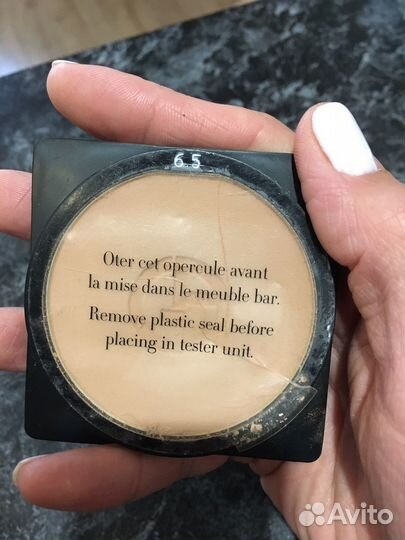 6.5
Oter cet opercule avant
la mise dans le meuble bar.
Remove plastic seal before
placing in tester unit.
Avito